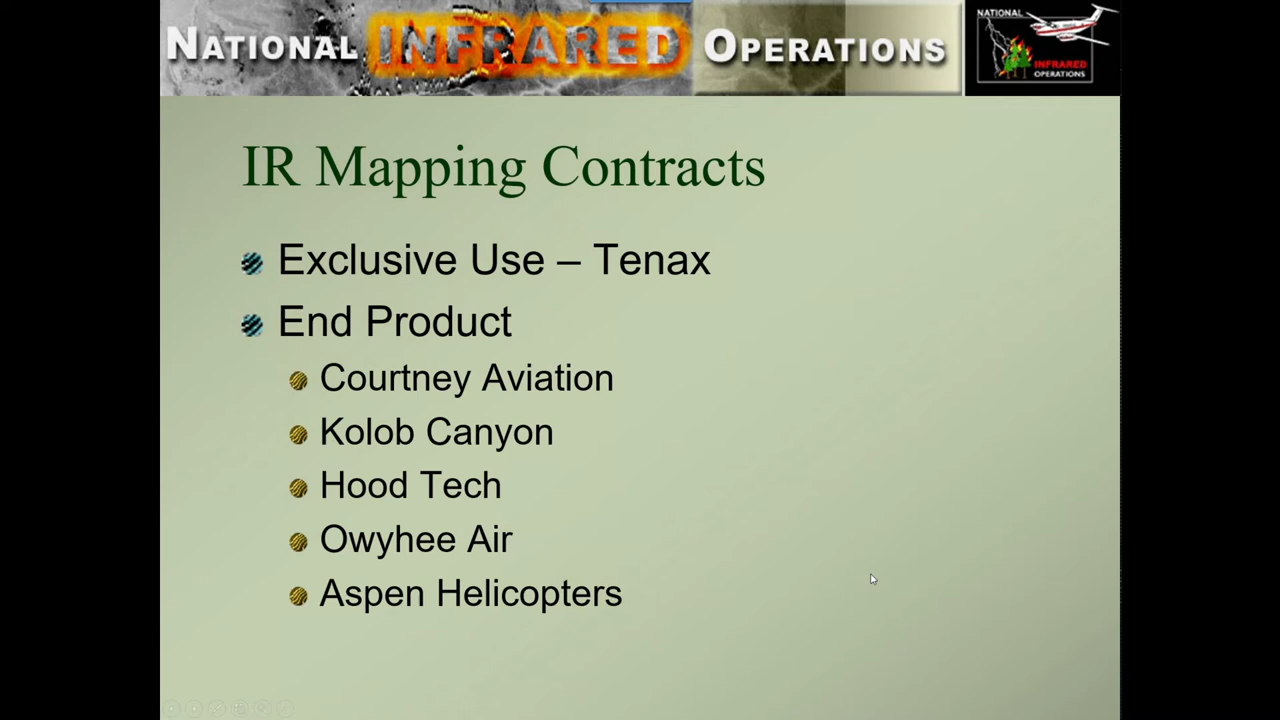 NATIONAL INFRARED OPERATIONS
NATIONAL
INFRARED
OPERATIONS
IR Mapping Contracts
Exclusive Use – Tenax
End Product
Courtney Aviation
Kolob Canyon
Hood Tech
Owyhee Air
Aspen Helicopters